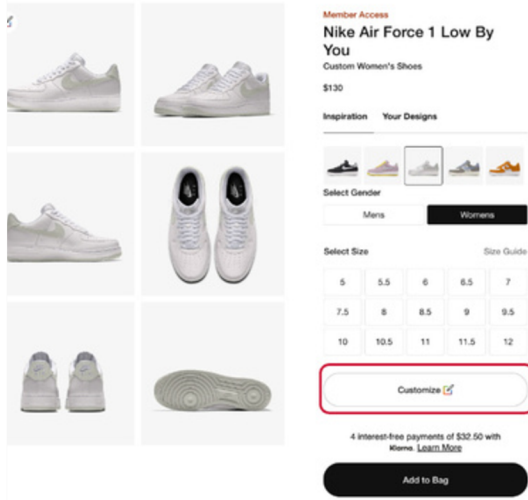 Member Access
Nike Air Force 1 Low By
You
Custom Women's Shoes
$130
Inspiration Your Designs
Select Gender
Mens Womens
Select Size Size Guide
5 5.5 6 6.5 7
7.5 8 8.5 9 9.5
10 10.5 11 11.5 12
Customize
4 interest-free payments of $32.50 with
Klarna. Learn More
Add to Bag